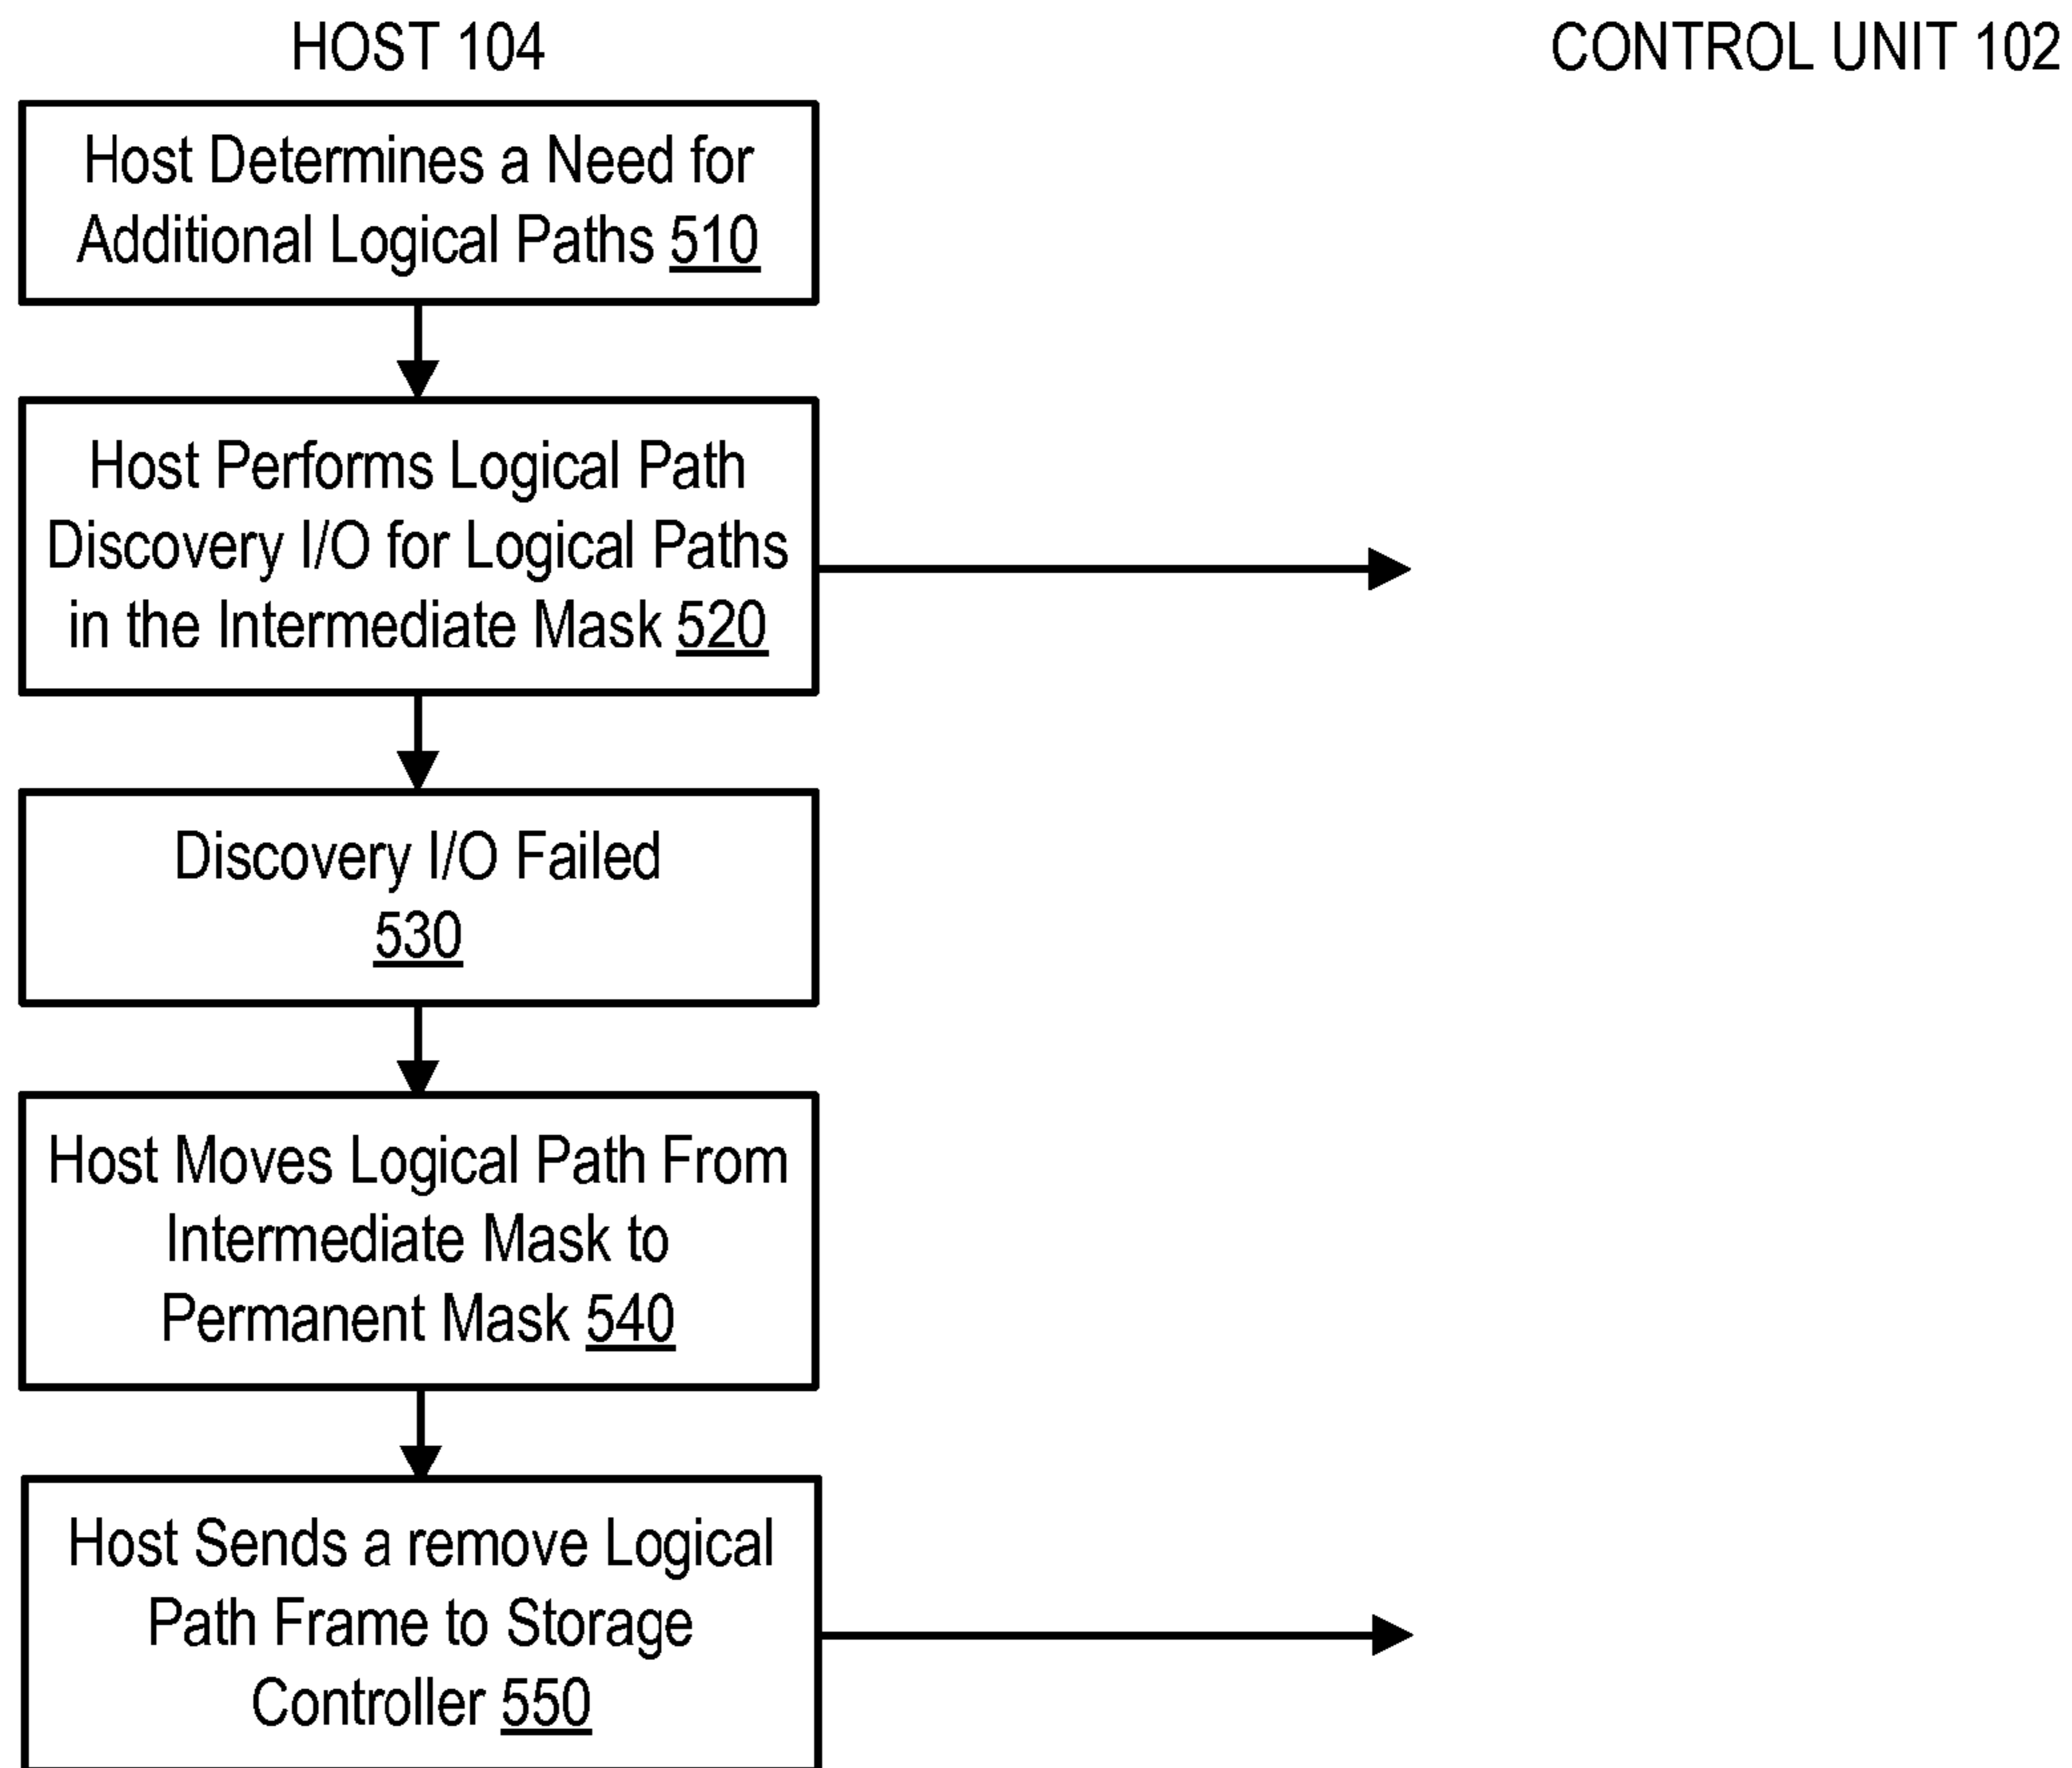 HOST 104
CONTROL UNIT 102
Host Determines a Need for
Additional Logical Paths 510
Host Performs Logical Path
Discovery I/O for Logical Paths
in the Intermediate Mask 520
Discovery I/O Failed
530
Host Moves Logical Path From
Intermediate Mask to
Permanent Mask 540
Host Sends a remove Logical
Path Frame to Storage
Controller 550